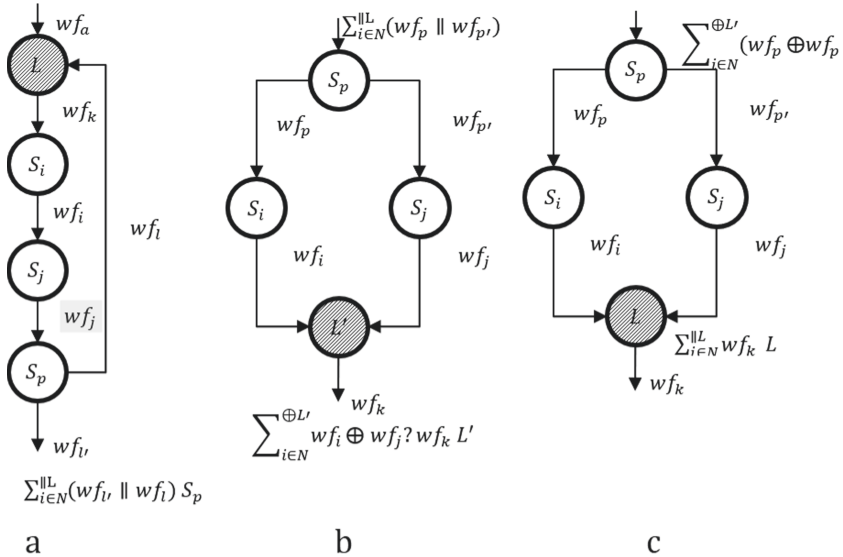 wf_a
L
wf_k
S_i
wf_i
S_j
wf_l
wf_j
S_p
wf_l′
∑_{i∈N}^{‖L}(wf_l′ ‖ wf_l) S_p
a
∑_{i∈N}^{‖L}(wf_p ‖ wf_p′)
S_p
wf_p
wf_p′
S_i
S_j
wf_i
wf_j
L′
wf_k
∑_{i∈N}^{⊕L′} wf_i ⊕ wf_j? wf_k L′
b
∑_{i∈N}^{⊕L′}(wf_p ⊕ wf_p
S_p
wf_p
wf_p′
S_i
S_j
wf_i
wf_j
L
∑_{i∈N}^{‖L} wf_k L
wf_k
c